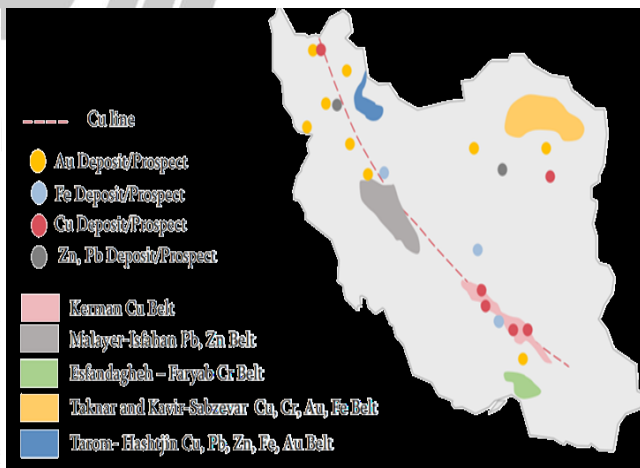 Cu line
Au Deposit/Prospect
Fe Deposit/Prospect
Cu Deposit/Prospect
Zn, Pb Deposit/Prospect
Kerman Cu Belt
Malayer-Isfahan Pb, Zn Belt
Esfandagheh – Faryab Cr Belt
Taknar and Kavir-Sabzevar Cu, Cr, Au, Fe Belt
Tarom- Hashtjin Cu, Pb, Zn, Fe, Au Belt